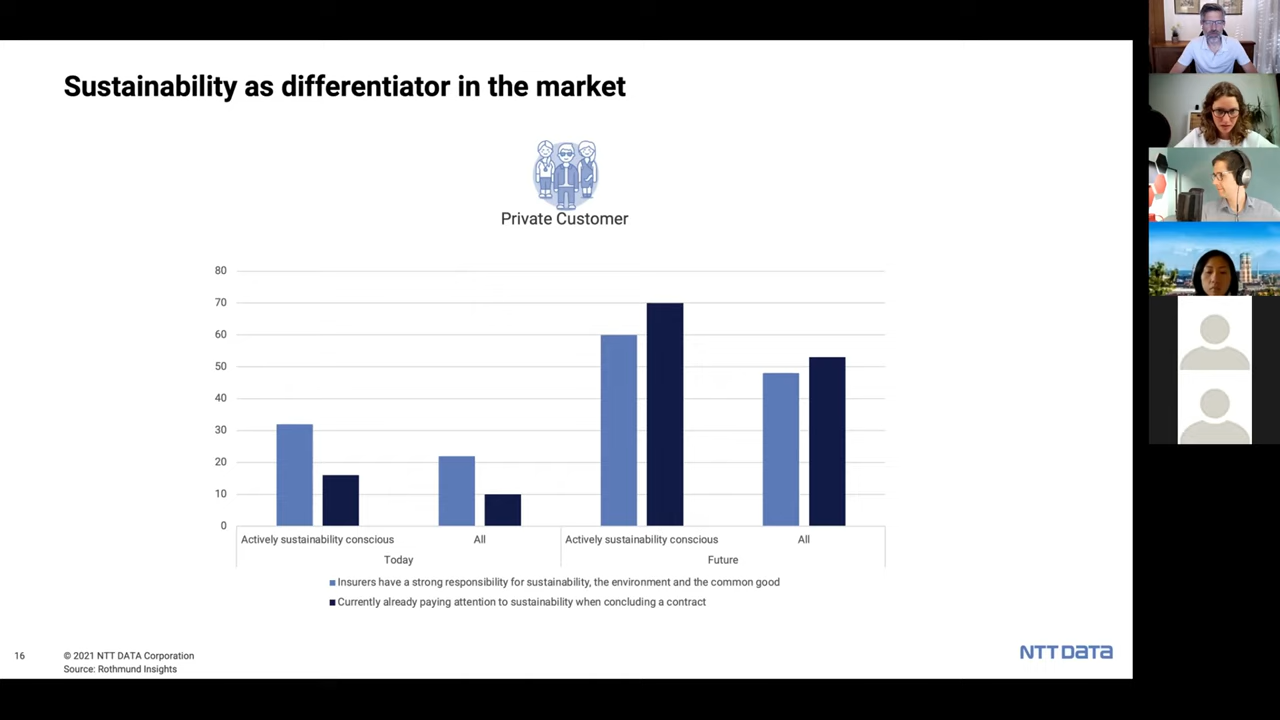 Sustainability as differentiator in the market
Private Customer
80
70
60
50
40
30
20
10
0
Actively sustainability conscious
All
Actively sustainability conscious
All
Today
Future
Insurers have a strong responsibility for sustainability, the environment and the common good
Currently already paying attention to sustainability when concluding a contract
16
© 2021 NTT DATA Corporation
Source: Rothmund Insights
NTT DATA